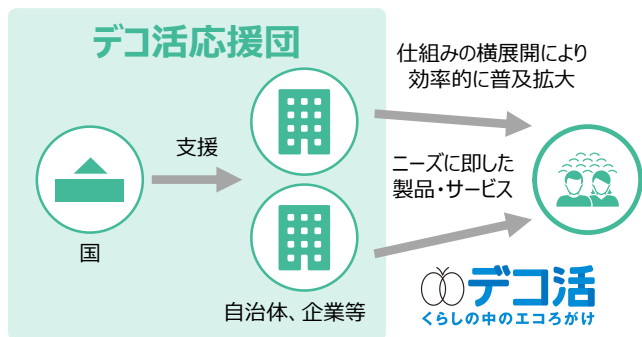 デコ活応援団
仕組みの横展開により
効率的に普及拡大
支援
ニーズに即した
製品・サービス
国
自治体、企業等
デコ活
くらしの中のエコろがけ